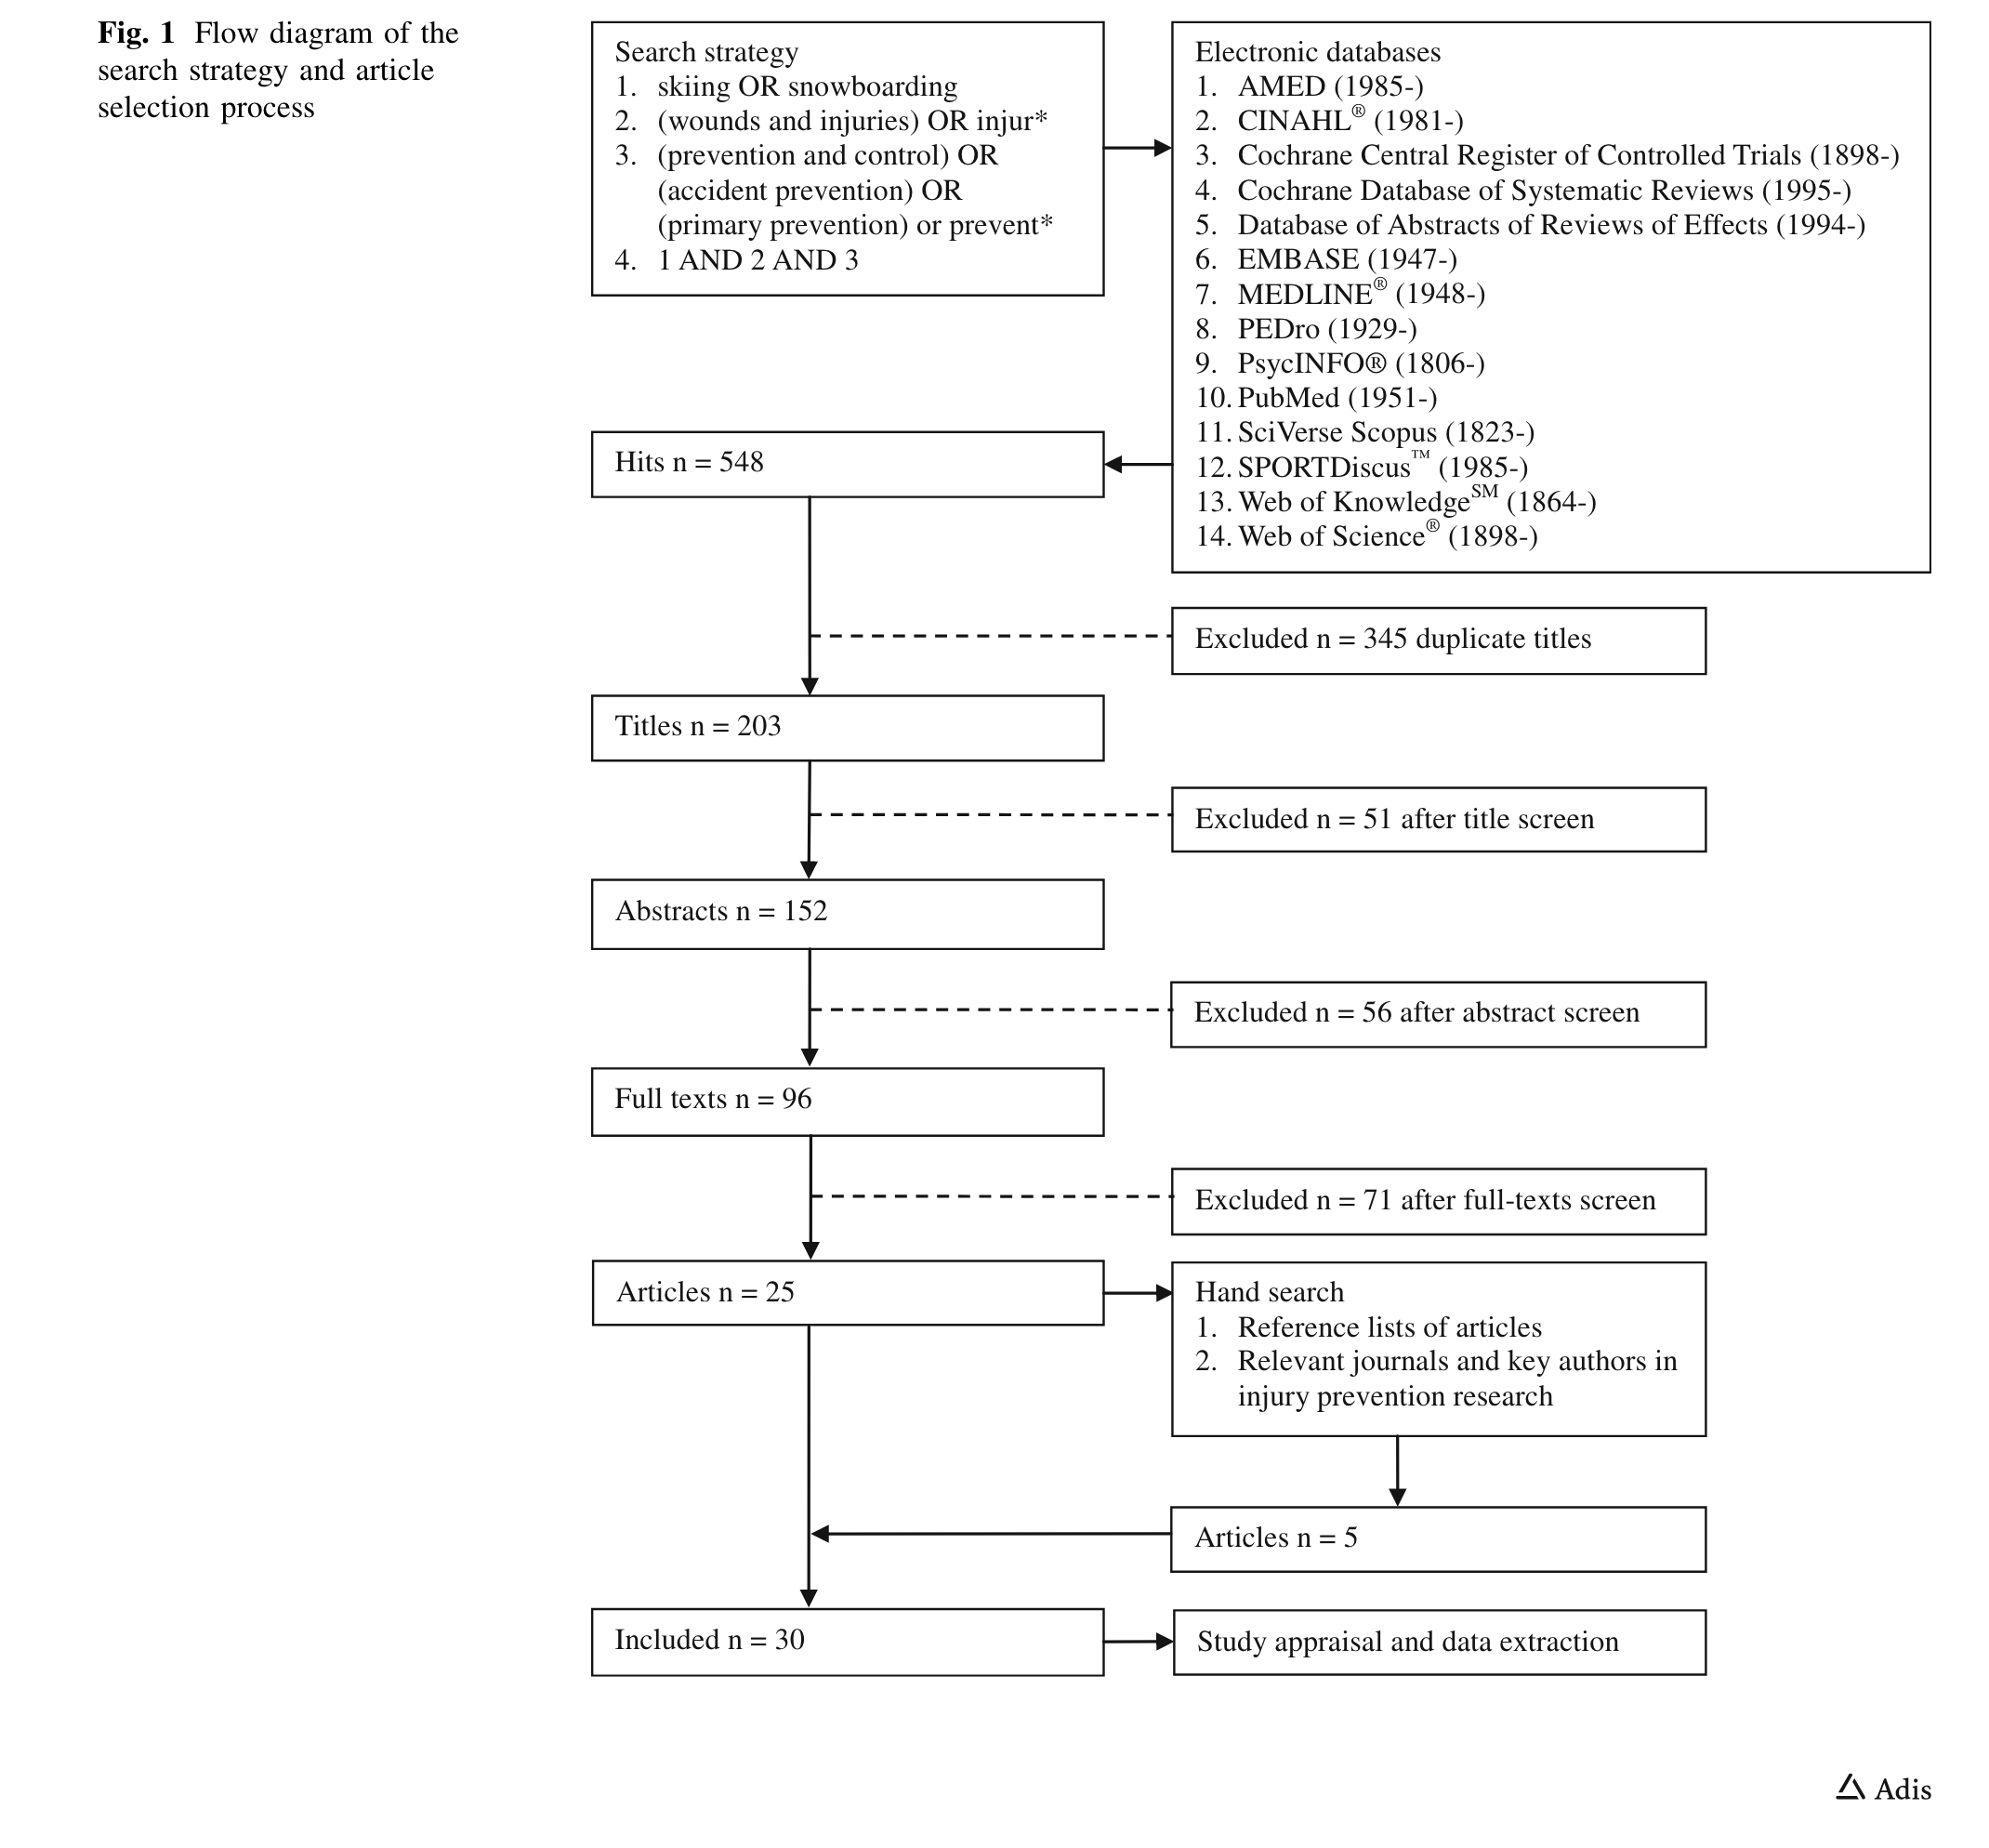 Fig. 1 Flow diagram of the
search strategy and article
selection process
Search strategy
1. skiing OR snowboarding
2. (wounds and injuries) OR injur*
3. (prevention and control) OR
(accident prevention) OR
(primary prevention) or prevent*
4. 1 AND 2 AND 3
Electronic databases
1. AMED (1985-)
2. CINAHL® (1981-)
3. Cochrane Central Register of Controlled Trials (1898-)
4. Cochrane Database of Systematic Reviews (1995-)
5. Database of Abstracts of Reviews of Effects (1994-)
6. EMBASE (1947-)
7. MEDLINE® (1948-)
8. PEDro (1929-)
9. PsycINFO® (1806-)
10. PubMed (1951-)
11. SciVerse Scopus (1823-)
12. SPORTDiscus™ (1985-)
13. Web of Knowledge℠ (1864-)
14. Web of Science® (1898-)
Hits n = 548
Excluded n = 345 duplicate titles
Titles n = 203
Excluded n = 51 after title screen
Abstracts n = 152
Excluded n = 56 after abstract screen
Full texts n = 96
Excluded n = 71 after full-texts screen
Articles n = 25
Hand search
1. Reference lists of articles
2. Relevant journals and key authors in
injury prevention research
Articles n = 5
Included n = 30
Study appraisal and data extraction
Adis